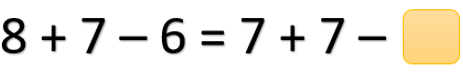 8 + 7 – 6 = 7 + 7 –